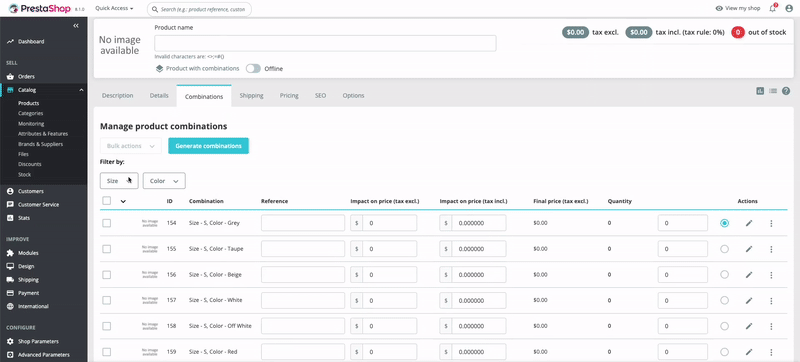 PrestaShop 8.1.0 Quick Access Search (e.g.: product reference, custon View my shop
Dashboard
SELL
Orders
Catalog
Products
Categories
Monitoring
Attributes & Features
Brands & Suppliers
Files
Discounts
Stock
Customers
Customer Service
Stats
IMPROVE
Modules
Design
Shipping
Payment
International
CONFIGURE
Shop Parameters
Advanced Parameters
No image available
Product name
Invalid characters are: <>;=#{}
Product with combinations Offline
$0.00 tax excl. $0.00 tax incl. (tax rule: 0%) 0 out of stock
Description Details Combinations Shipping Pricing SEO Options
Manage product combinations
Bulk actions Generate combinations
Filter by:
Size Color
ID Combination Reference Impact on price (tax excl.) Impact on price (tax incl.) Final price (tax excl.) Quantity Actions
No image available 154 Size - S, Color - Grey $ 0 $ 0.000000 $0.00 0 0
No image available 155 Size - S, Color - Taupe $ 0 $ 0.000000 $0.00 0 0
No image available 156 Size - S, Color - Beige $ 0 $ 0.000000 $0.00 0 0
No image available 157 Size - S, Color - White $ 0 $ 0.000000 $0.00 0 0
No image available 158 Size - S, Color - Off White $ 0 $ 0.000000 $0.00 0 0
No image available 159 Size - S, Color - Red $ 0 $ 0.000000 $0.00 0 0